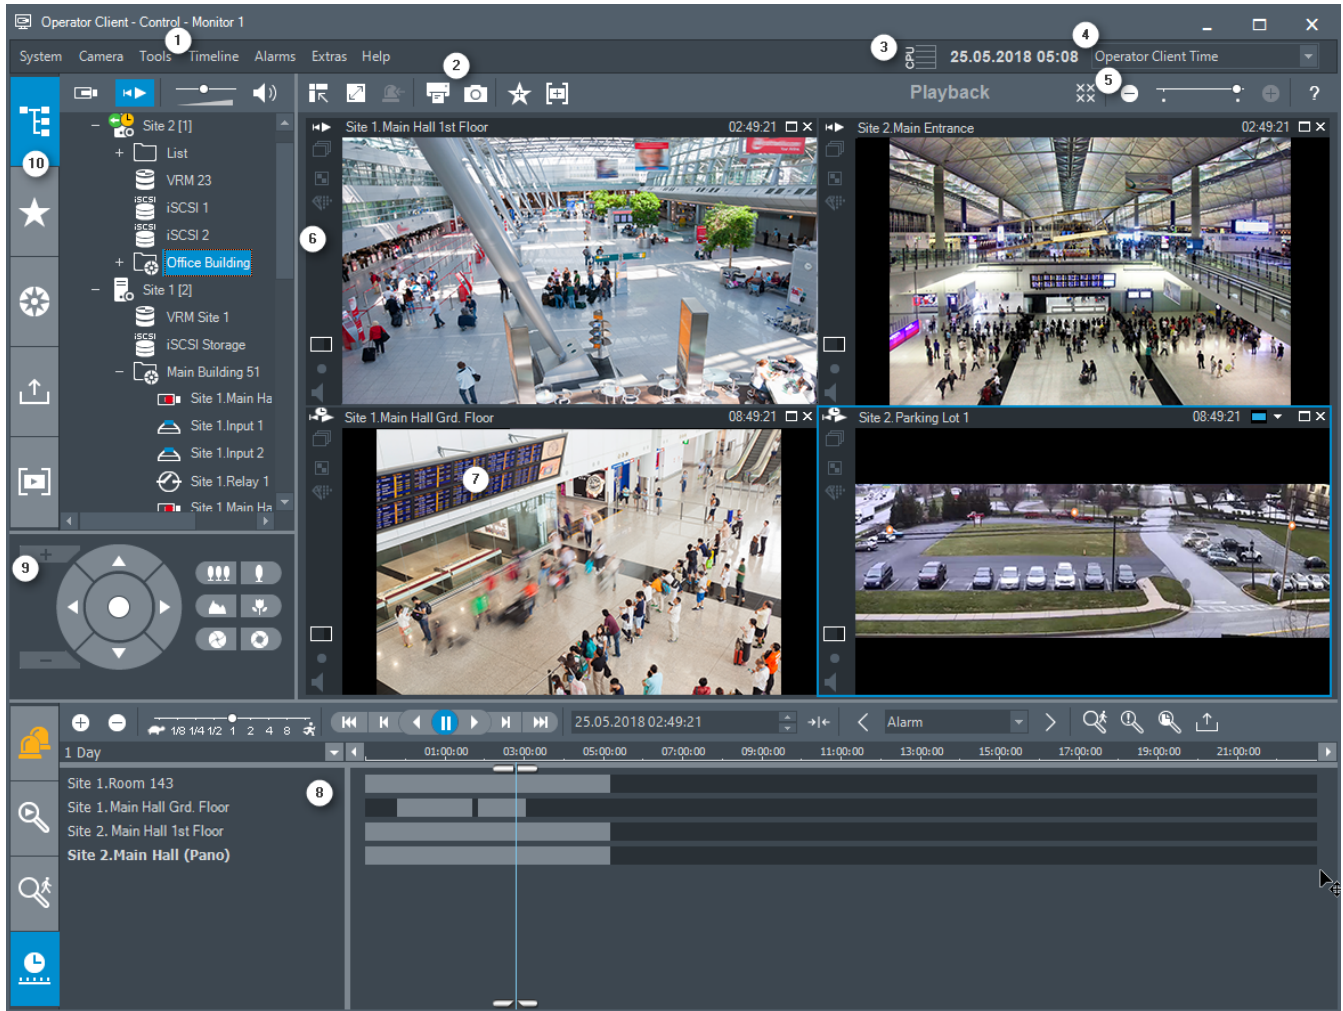 Operator Client - Control - Monitor 1
System Camera Tools Timeline Alarms Extras Help
1
2
3
CPU
25.05.2018 05:08
4
Operator Client Time
Playback
5
?
10
Site 2 [1]
List
VRM 23
iSCSI iSCSI 1
iSCSI iSCSI 2
Office Building
Site 1 [2]
VRM Site 1
iSCSI iSCSI Storage
Main Building 51
Site 1.Main Ha
Site 1.Input 1
Site 1.Input 2
Site 1.Relay 1
Site 1 Main Ha
Site 1.Main Hall 1st Floor 02:49:21
6
Site 2.Main Entrance 02:49:21
Site 1.Main Hall Grd. Floor 08:49:21
7
Site 2.Parking Lot 1 08:49:21
9
1/8 1/4 1/2 1 2 4 8
25.05.2018 02:49:21
Alarm
1 Day
01:00:00 03:00:00 05:00:00 07:00:00 09:00:00 11:00:00 13:00:00 15:00:00 17:00:00 19:00:00 21:00:00
Site 1.Room 143
8
Site 1.Main Hall Grd. Floor
Site 2. Main Hall 1st Floor
Site 2.Main Hall (Pano)